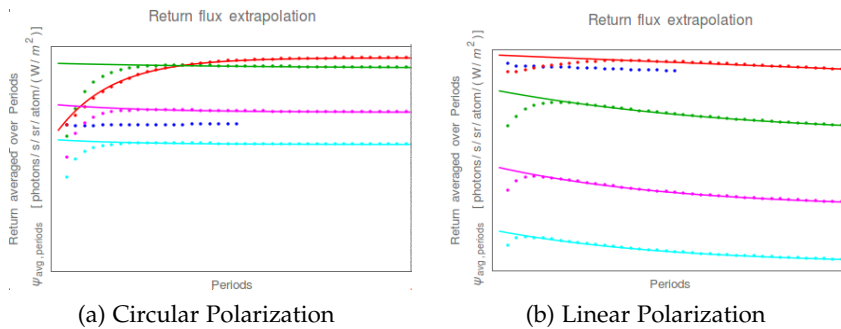 Return flux extrapolation
Return averaged over Periods
ψavg,periods [ photons/ s/ sr/ atom/ ( W/ m² ) ]
Periods
(a) Circular Polarization
Return flux extrapolation
Return averaged over Periods
ψavg,periods [ photons/ s/ sr/ atom/ ( W/ m² ) ]
Periods
(b) Linear Polarization